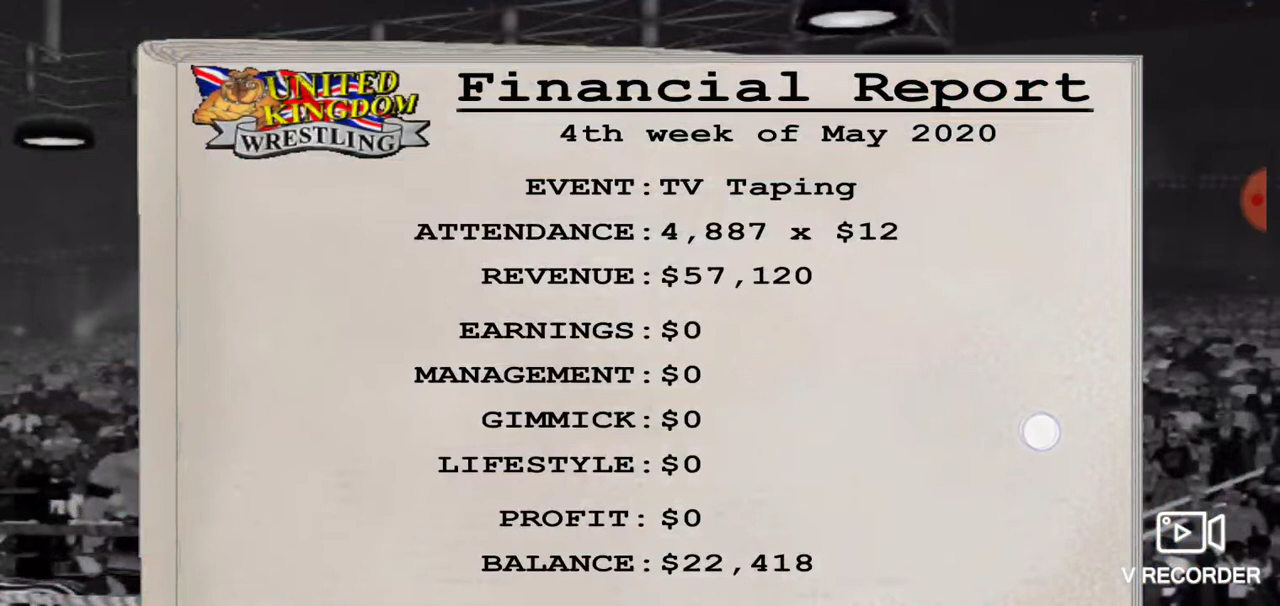 UNITED
KINGDOM
WRESTLING
Financial Report
4th week of May 2020
EVENT: TV Taping
ATTENDANCE: 4,887 x $12
REVENUE: $57,120
EARNINGS: $0
MANAGEMENT: $0
GIMMICK: $0
LIFESTYLE: $0
PROFIT: $0
BALANCE: $22,418
V RECORDER